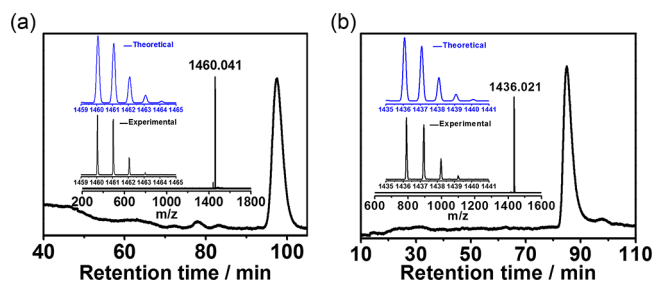 (a)
Theoretical
1459 1460 1461 1462 1463 1464 1465
1460.041
Experimental
1459 1460 1461 1462 1463 1464 1465
200 600 1000 1400 1800
m/z
40 60 80 100
Retention time / min
(b)
Theoretical
1435 1436 1437 1438 1439 1440 1441
1436.021
Experimental
1435 1436 1437 1438 1439 1440 1441
600 800 1000 1200 1400 1600
m/z
10 30 50 70 90 110
Retention time / min